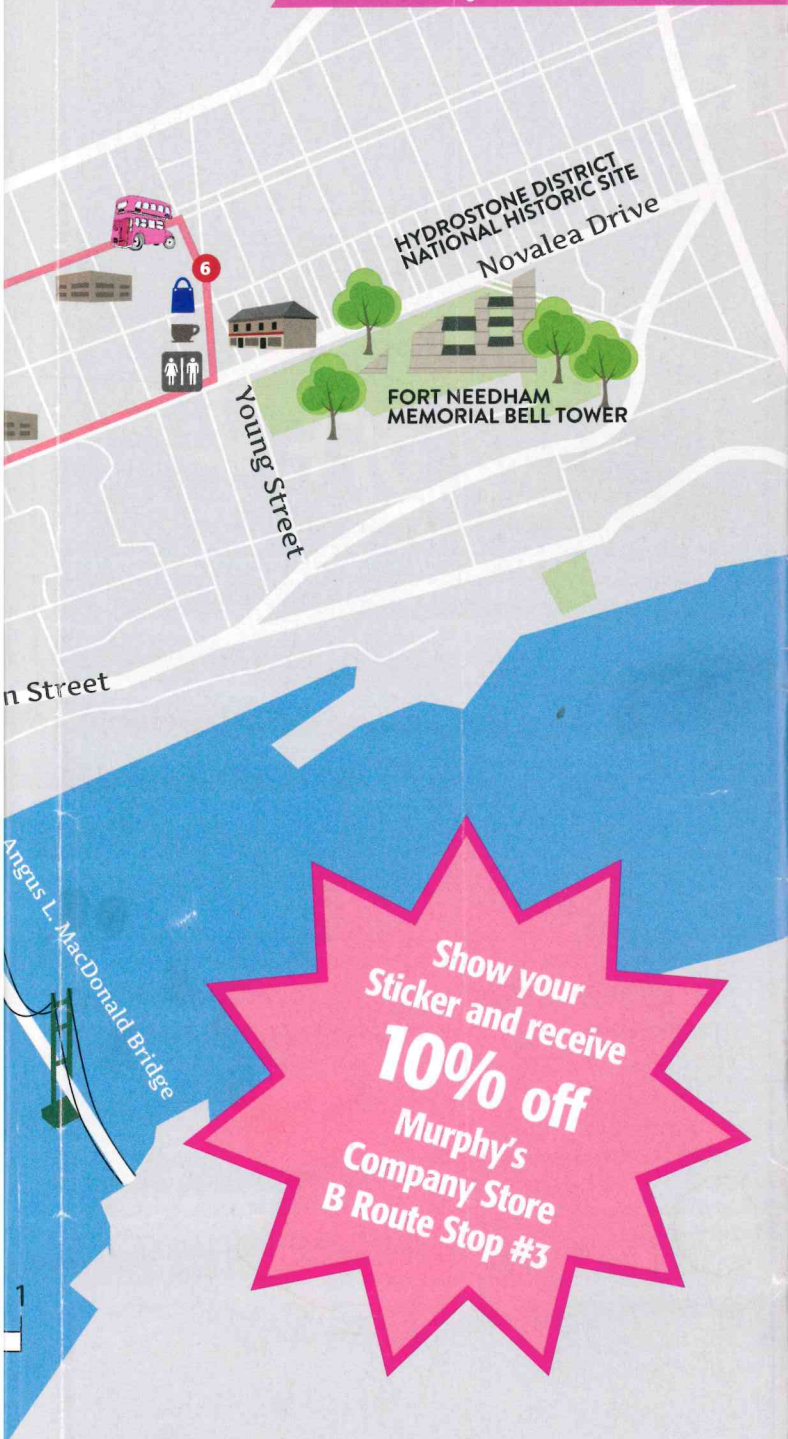 6
HYDROSTONE DISTRICT
NATIONAL HISTORIC SITE
Novalea Drive
FORT NEEDHAM
MEMORIAL BELL TOWER
Young Street
n Street
Angus L. MacDonald Bridge
Show your
Sticker and receive
10% off
Murphy's
Company Store
B Route Stop #3
1